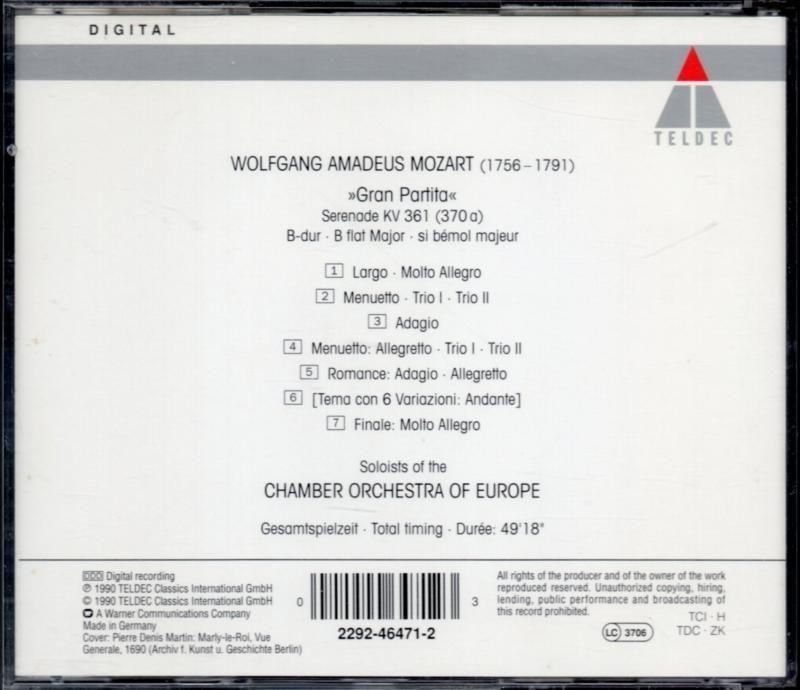 DIGITAL
TELDEC
WOLFGANG AMADEUS MOZART (1756–1791)
»Gran Partita«
Serenade KV 361 (370 a)
B-dur · B flat Major · si bémol majeur
1 Largo · Molto Allegro
2 Menuetto · Trio I · Trio II
3 Adagio
4 Menuetto: Allegretto · Trio I · Trio II
5 Romance: Adagio · Allegretto
6 [Tema con 6 Variazioni: Andante]
7 Finale: Molto Allegro
Soloists of the
CHAMBER ORCHESTRA OF EUROPE
Gesamtspielzeit · Total timing · Durée: 49'18"
DDD Digital recording
℗ 1990 TELDEC Classics International GmbH
© 1990 TELDEC Classics International GmbH
A Warner Communications Company
Made in Germany
Cover: Pierre Denis Martin: Marly-le-Roi, Vue
Generale, 1690 (Archiv f. Kunst u. Geschichte Berlin)
0 3
2292-46471-2
All rights of the producer and of the owner of the work
reproduced reserved. Unauthorized copying, hiring,
lending, public performance and broadcasting of
this record prohibited.
LC 3706
TCI · H
TDC · ZK